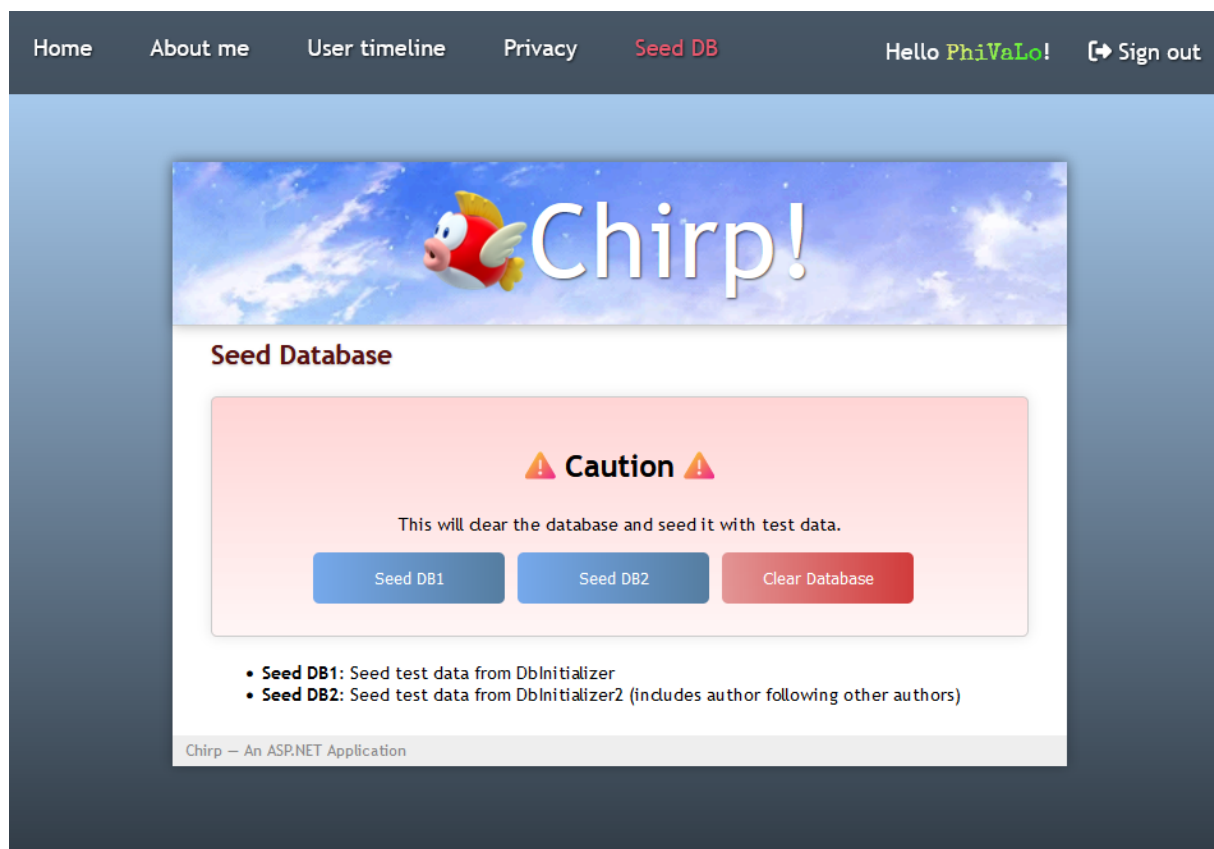 Home About me User timeline Privacy Seed DB Hello PhiVaLo! Sign out
Chirp!
Seed Database
Caution
This will clear the database and seed it with test data.
Seed DB1 Seed DB2 Clear Database
• Seed DB1: Seed test data from DbInitializer
• Seed DB2: Seed test data from DbInitializer2 (includes author following other authors)
Chirp — An ASP.NET Application